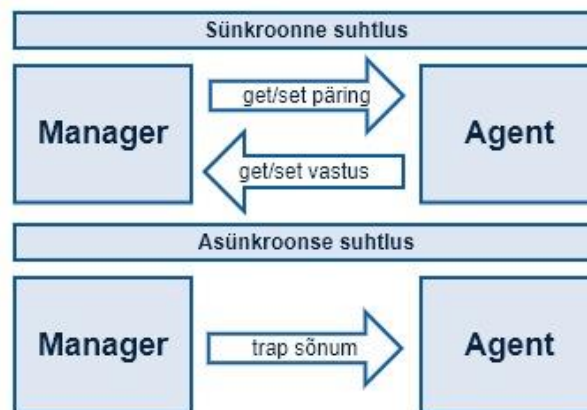 Sünkroonne suhtlus
Manager
get/set päring
get/set vastus
Agent
Asünkroonse suhtlus
Manager
trap sõnum
Agent